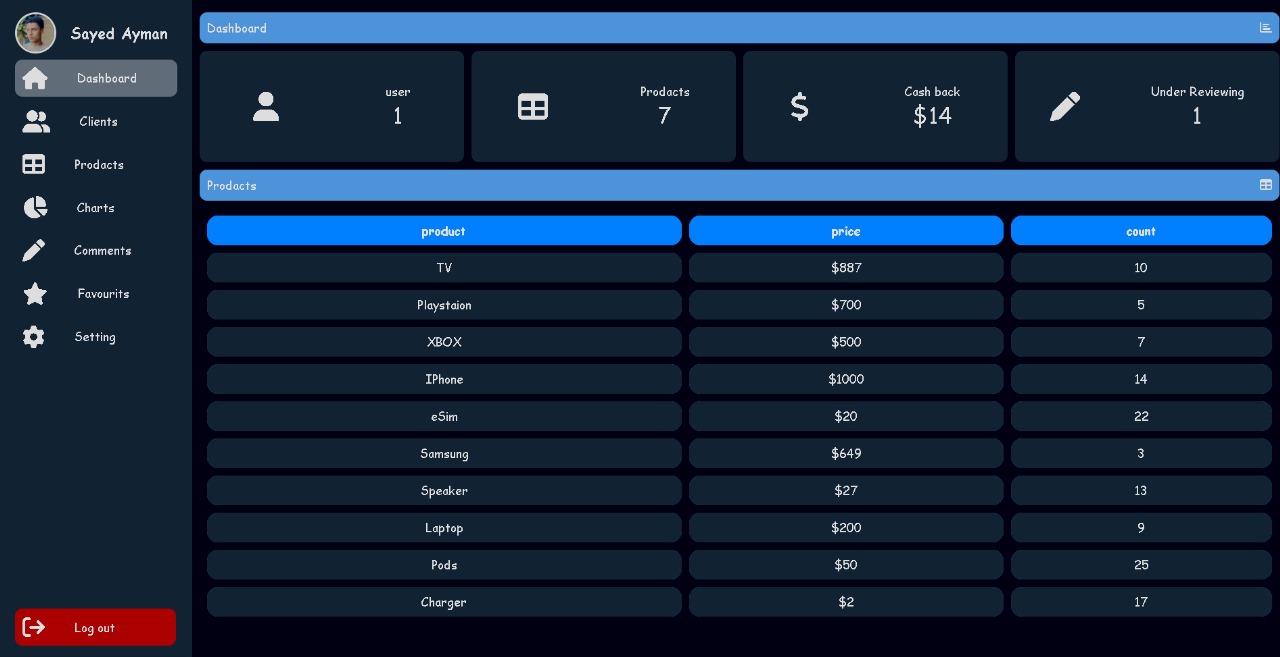 Sayed Ayman
Dashboard
Clients
Prodacts
Charts
Comments
Favourits
Setting
Log out
Dashboard
user
1
Prodacts
7
Cash back
$14
Under Reviewing
1
Prodacts
product price count
TV $887 10
Playstaion $700 5
XBOX $500 7
IPhone $1000 14
eSim $20 22
Samsung $649 3
Speaker $27 13
Laptop $200 9
Pods $50 25
Charger $2 17